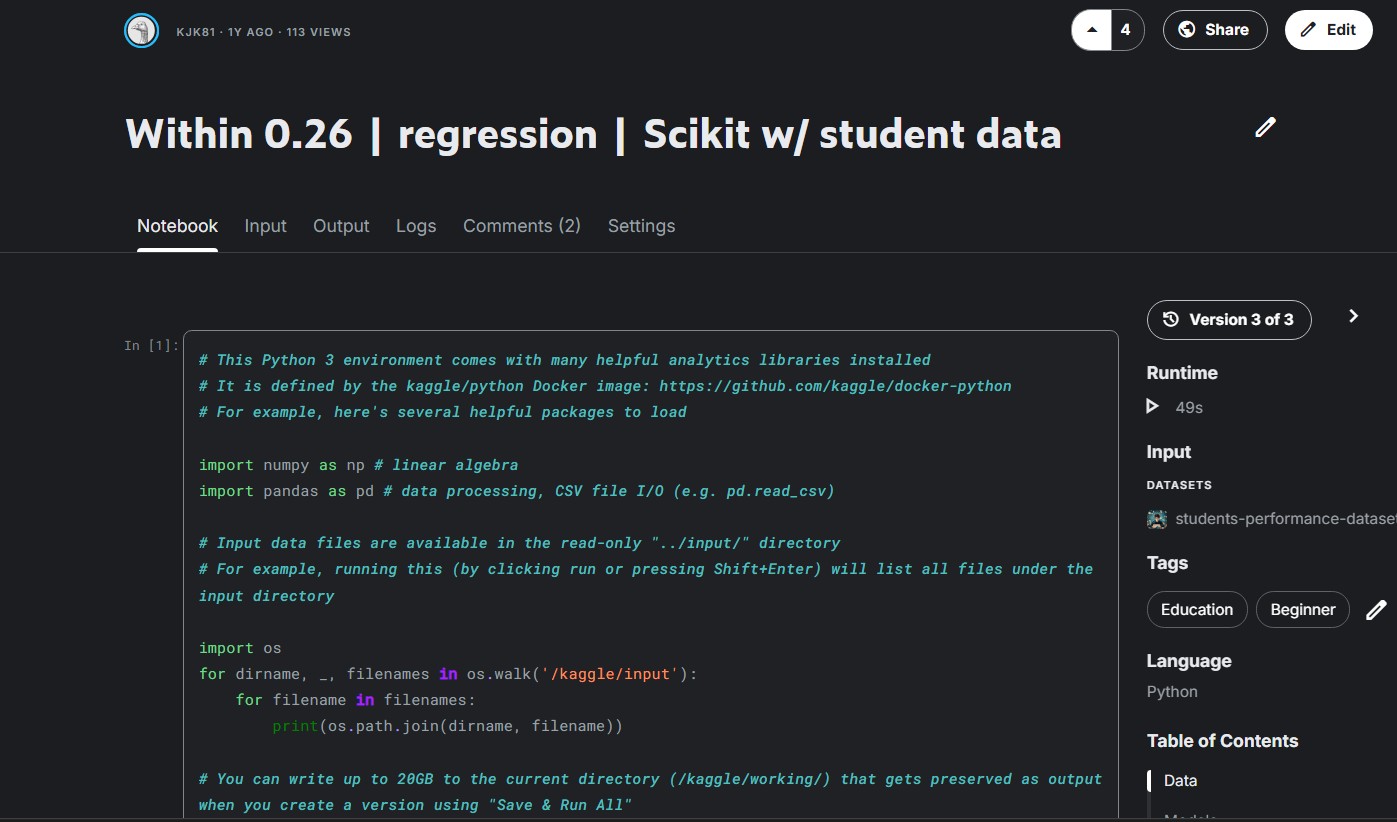 KJK81 · 1Y AGO · 113 VIEWS
4
Share
Edit
Within 0.26 | regression | Scikit w/ student data
Notebook
Input
Output
Logs
Comments (2)
Settings
In [1]:
# This Python 3 environment comes with many helpful analytics libraries installed
# It is defined by the kaggle/python Docker image: https://github.com/kaggle/docker-python
# For example, here's several helpful packages to load
import numpy as np # linear algebra
import pandas as pd # data processing, CSV file I/O (e.g. pd.read_csv)
# Input data files are available in the read-only "../input/" directory
# For example, running this (by clicking run or pressing Shift+Enter) will list all files under the
input directory
import os
for dirname, _, filenames in os.walk('/kaggle/input'):
    for filename in filenames:
        print(os.path.join(dirname, filename))
# You can write up to 20GB to the current directory (/kaggle/working/) that gets preserved as output
when you create a version using "Save & Run All"
Version 3 of 3
Runtime
49s
Input
DATASETS
students-performance-dataset
Tags
Education
Beginner
Language
Python
Table of Contents
Data